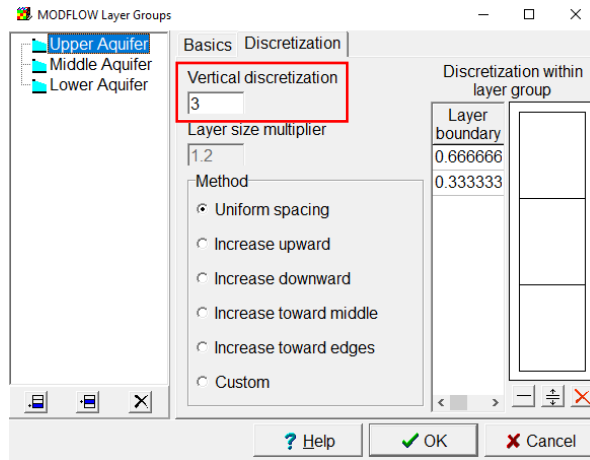 MODFLOW Layer Groups
Upper Aquifer
Middle Aquifer
Lower Aquifer
Basics Discretization
Vertical discretization
3
Layer size multiplier
1.2
Method
Uniform spacing
Increase upward
Increase downward
Increase toward middle
Increase toward edges
Custom
Discretization within
layer group
Layer
boundary
0.666666
0.333333
? Help
OK
Cancel